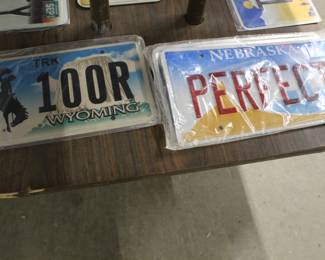 TRK
100R
WYOMING
NEBRASKA
PERFECT